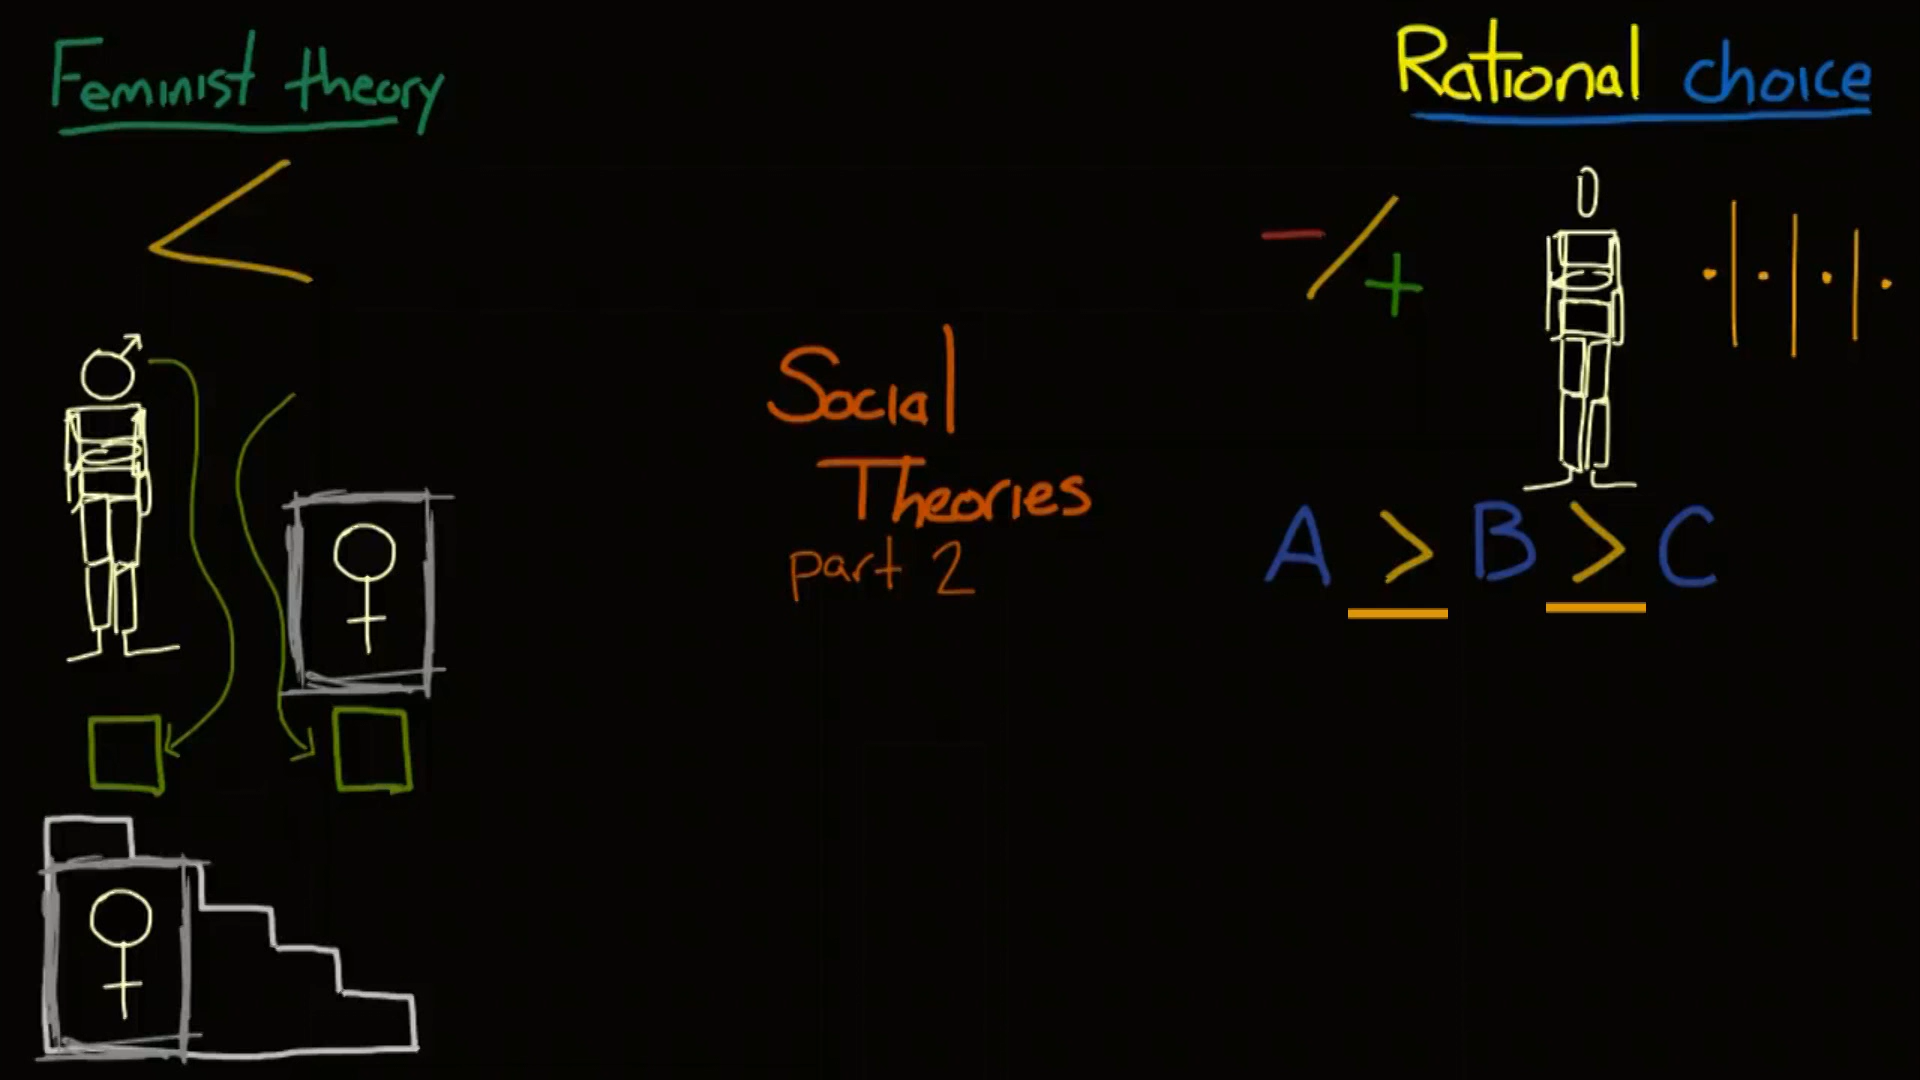 Feminist theory
Rational choice
<
- / +
Social
Theories
part 2
A > B > C